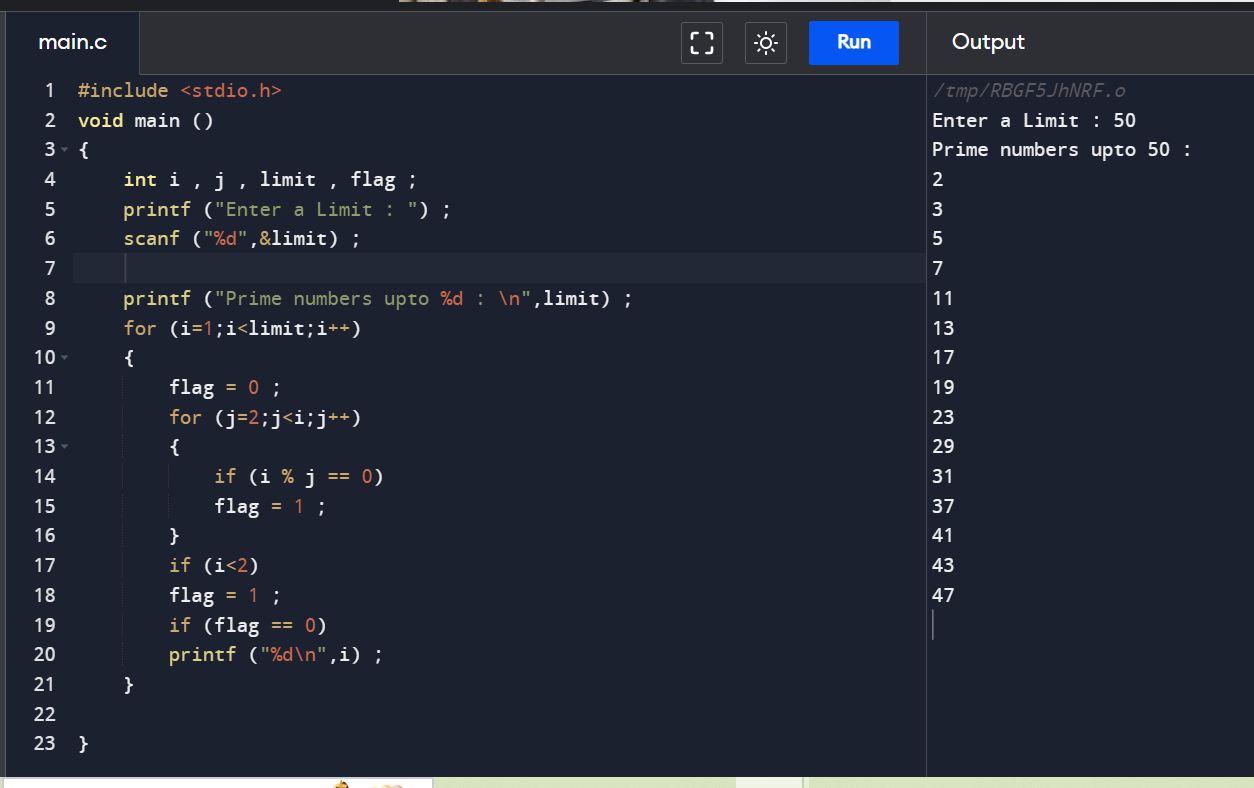 main.c
Run
Output
1 #include <stdio.h>
2 void main ()
3 {
4 int i , j , limit , flag ;
5 printf ("Enter a Limit : ") ;
6 scanf ("%d",&limit) ;
7
8 printf ("Prime numbers upto %d : \n",limit) ;
9 for (i=1;i<limit;i++)
10 {
11 flag = 0 ;
12 for (j=2;j<i;j++)
13 {
14 if (i % j == 0)
15 flag = 1 ;
16 }
17 if (i<2)
18 flag = 1 ;
19 if (flag == 0)
20 printf ("%d\n",i) ;
21 }
22
23 }
/tmp/RBGF5JhNRF.o
Enter a Limit : 50
Prime numbers upto 50 :
2
3
5
7
11
13
17
19
23
29
31
37
41
43
47